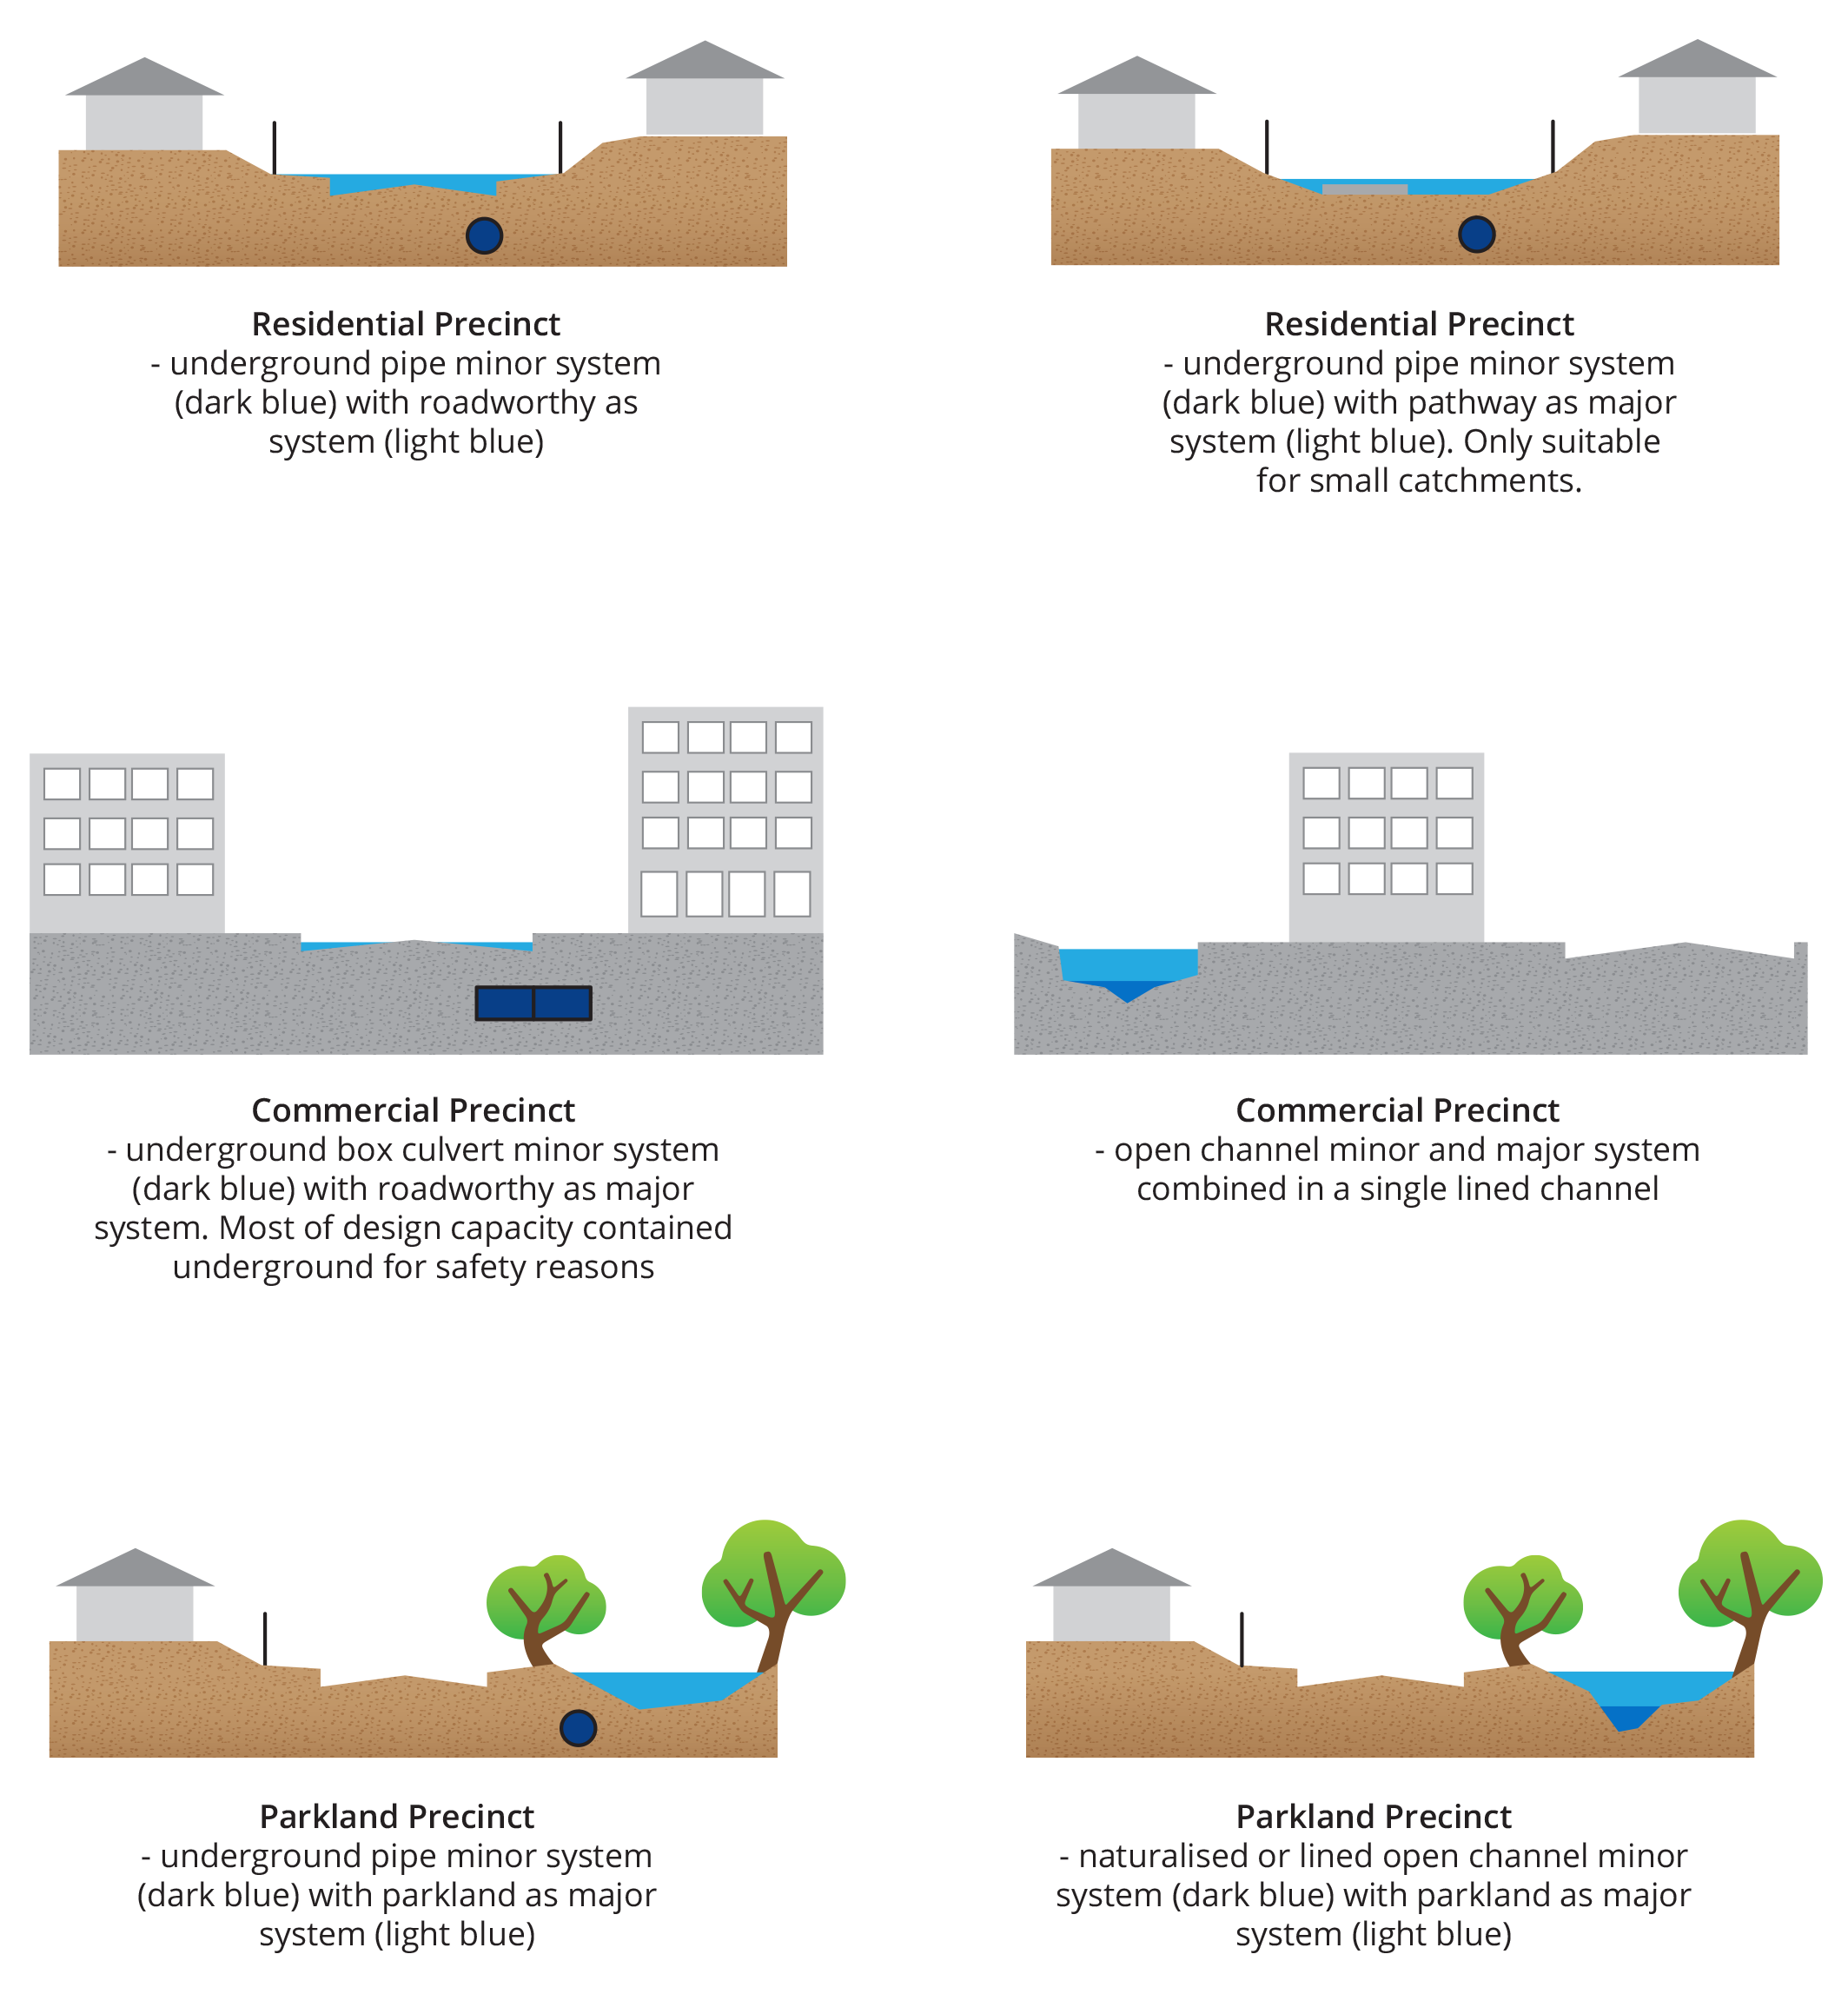 Residential Precinct
- underground pipe minor system
(dark blue) with roadworthy as
system (light blue)
Residential Precinct
- underground pipe minor system
(dark blue) with pathway as major
system (light blue). Only suitable
for small catchments.
Commercial Precinct
- underground box culvert minor system
(dark blue) with roadworthy as major
system. Most of design capacity contained
underground for safety reasons
Commercial Precinct
- open channel minor and major system
combined in a single lined channel
Parkland Precinct
- underground pipe minor system
(dark blue) with parkland as major
system (light blue)
Parkland Precinct
- naturalised or lined open channel minor
system (dark blue) with parkland as major
system (light blue)